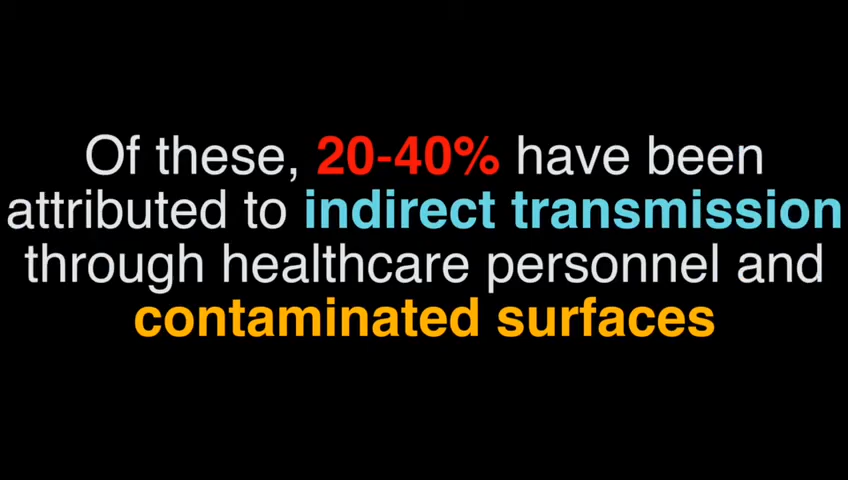 Of these, 20-40% have been
attributed to indirect transmission
through healthcare personnel and
contaminated surfaces